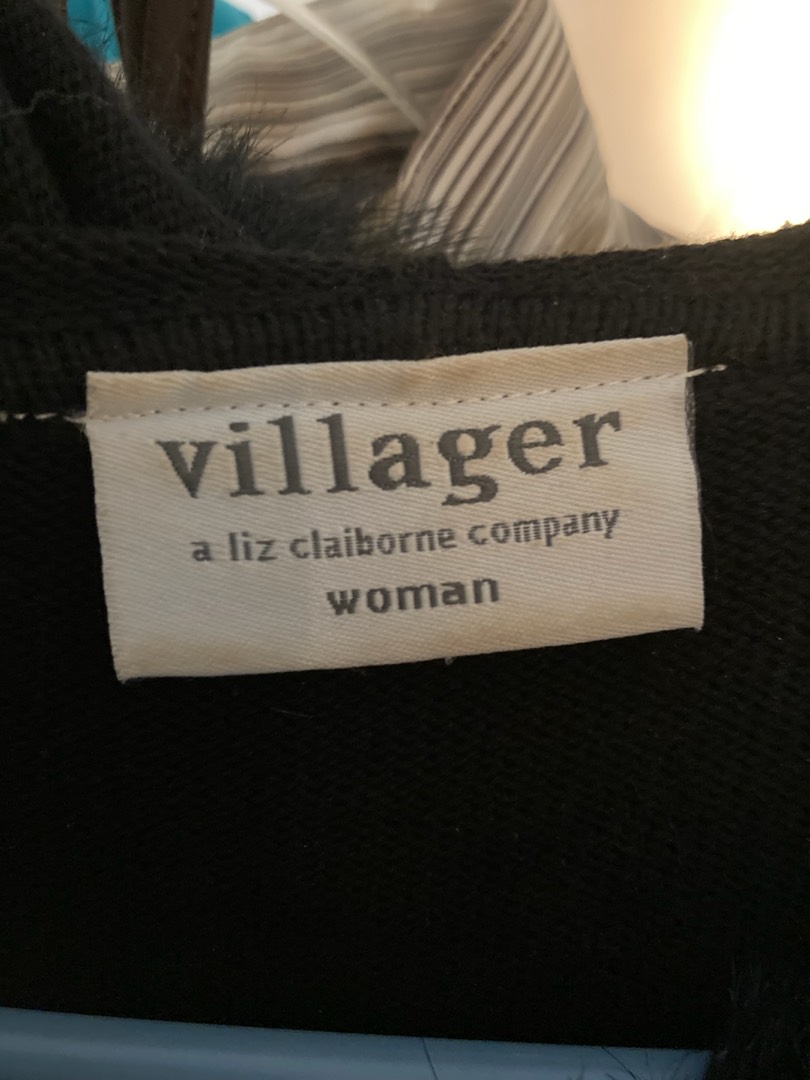 villager
a liz claiborne company
woman